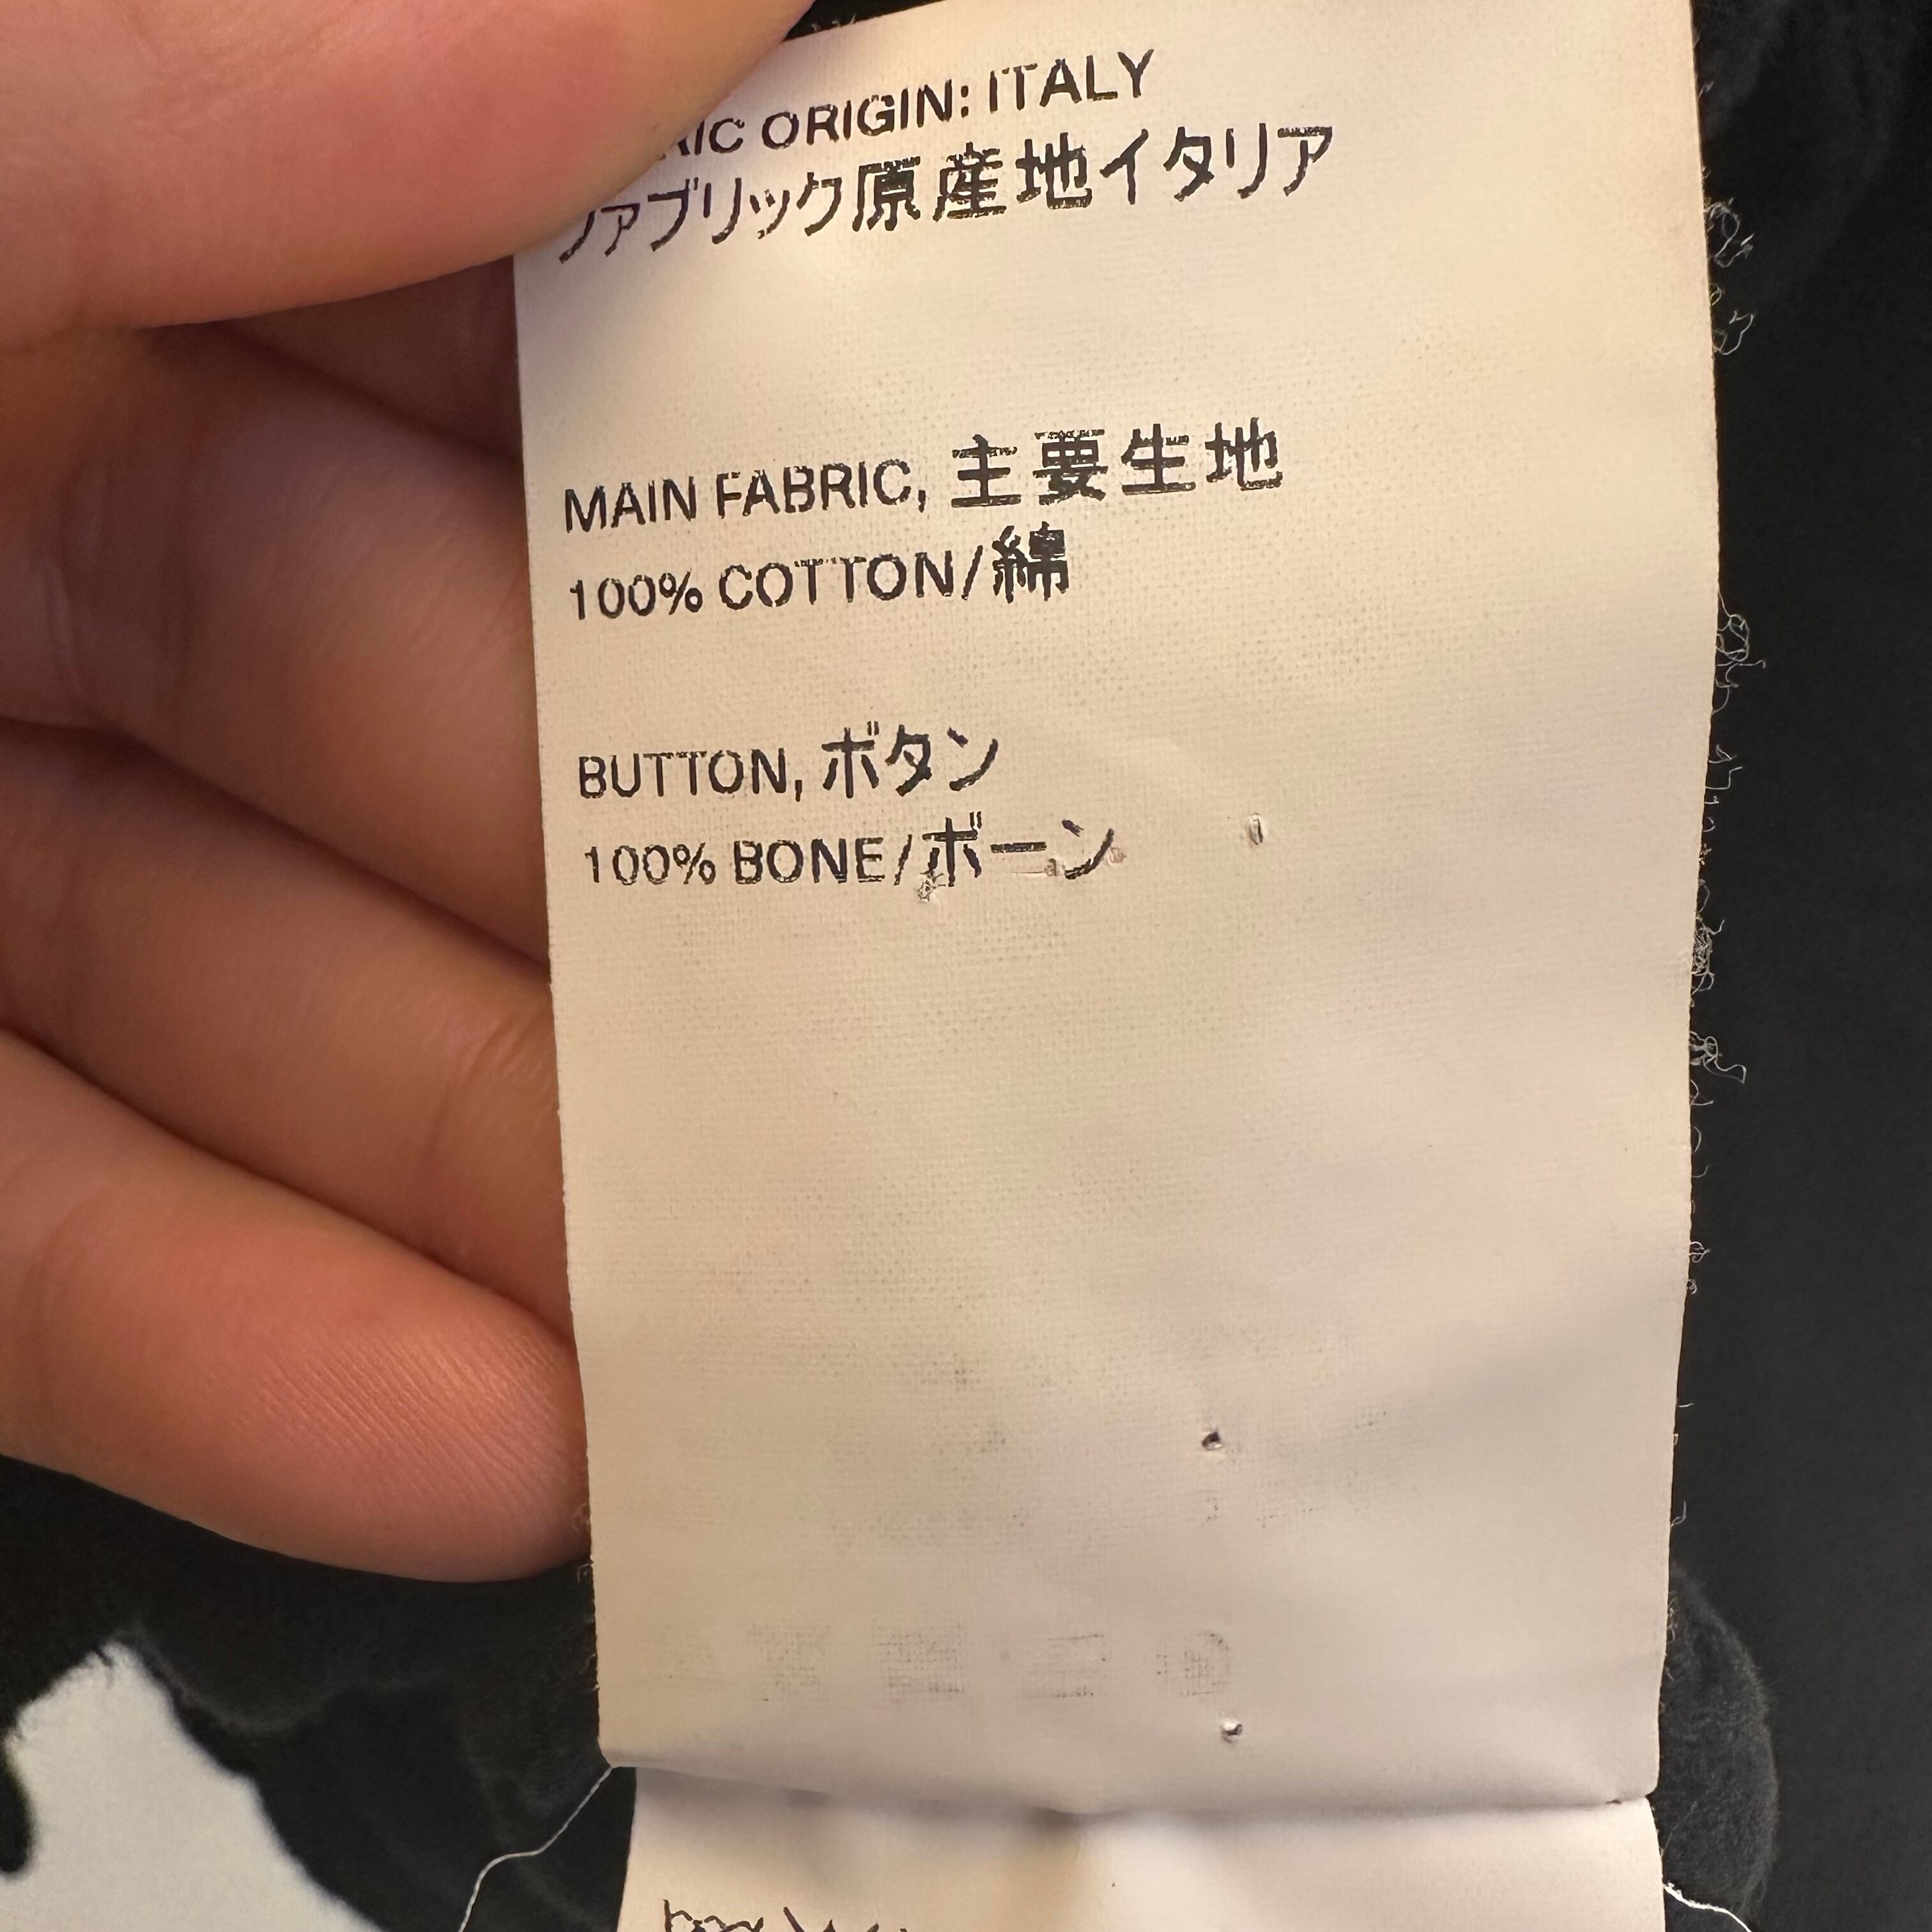 ORIGIN: ITALY
ファブリック原産地イタリア
MAIN FABRIC, 主要生地
100% COTTON/綿
BUTTON, ボタン
100% BONE/ボーン